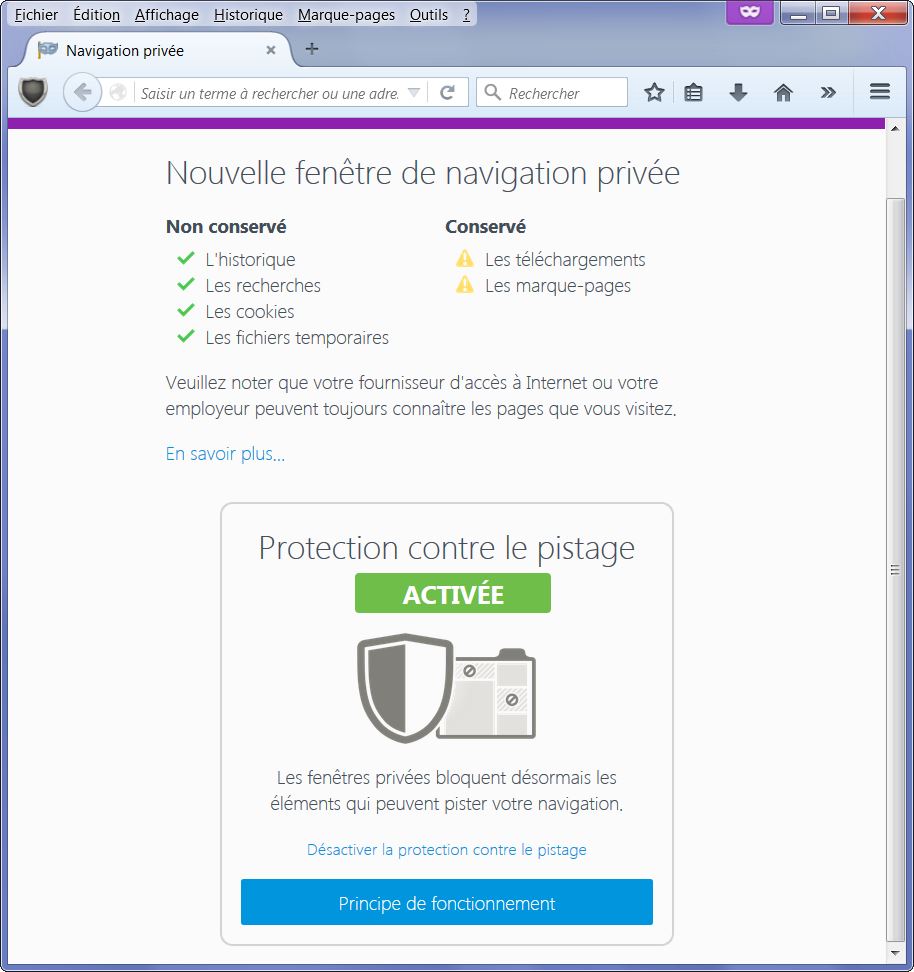 Fichier Édition Affichage Historique Marque-pages Outils ?
Navigation privée
Saisir un terme à rechercher ou une adre. Rechercher
Nouvelle fenêtre de navigation privée
Non conservé Conservé
L'historique Les téléchargements
Les recherches Les marque-pages
Les cookies
Les fichiers temporaires
Veuillez noter que votre fournisseur d'accès à Internet ou votre
employeur peuvent toujours connaître les pages que vous visitez.
En savoir plus...
Protection contre le pistage
ACTIVÉE
Les fenêtres privées bloquent désormais les
éléments qui peuvent pister votre navigation.
Désactiver la protection contre le pistage
Principe de fonctionnement